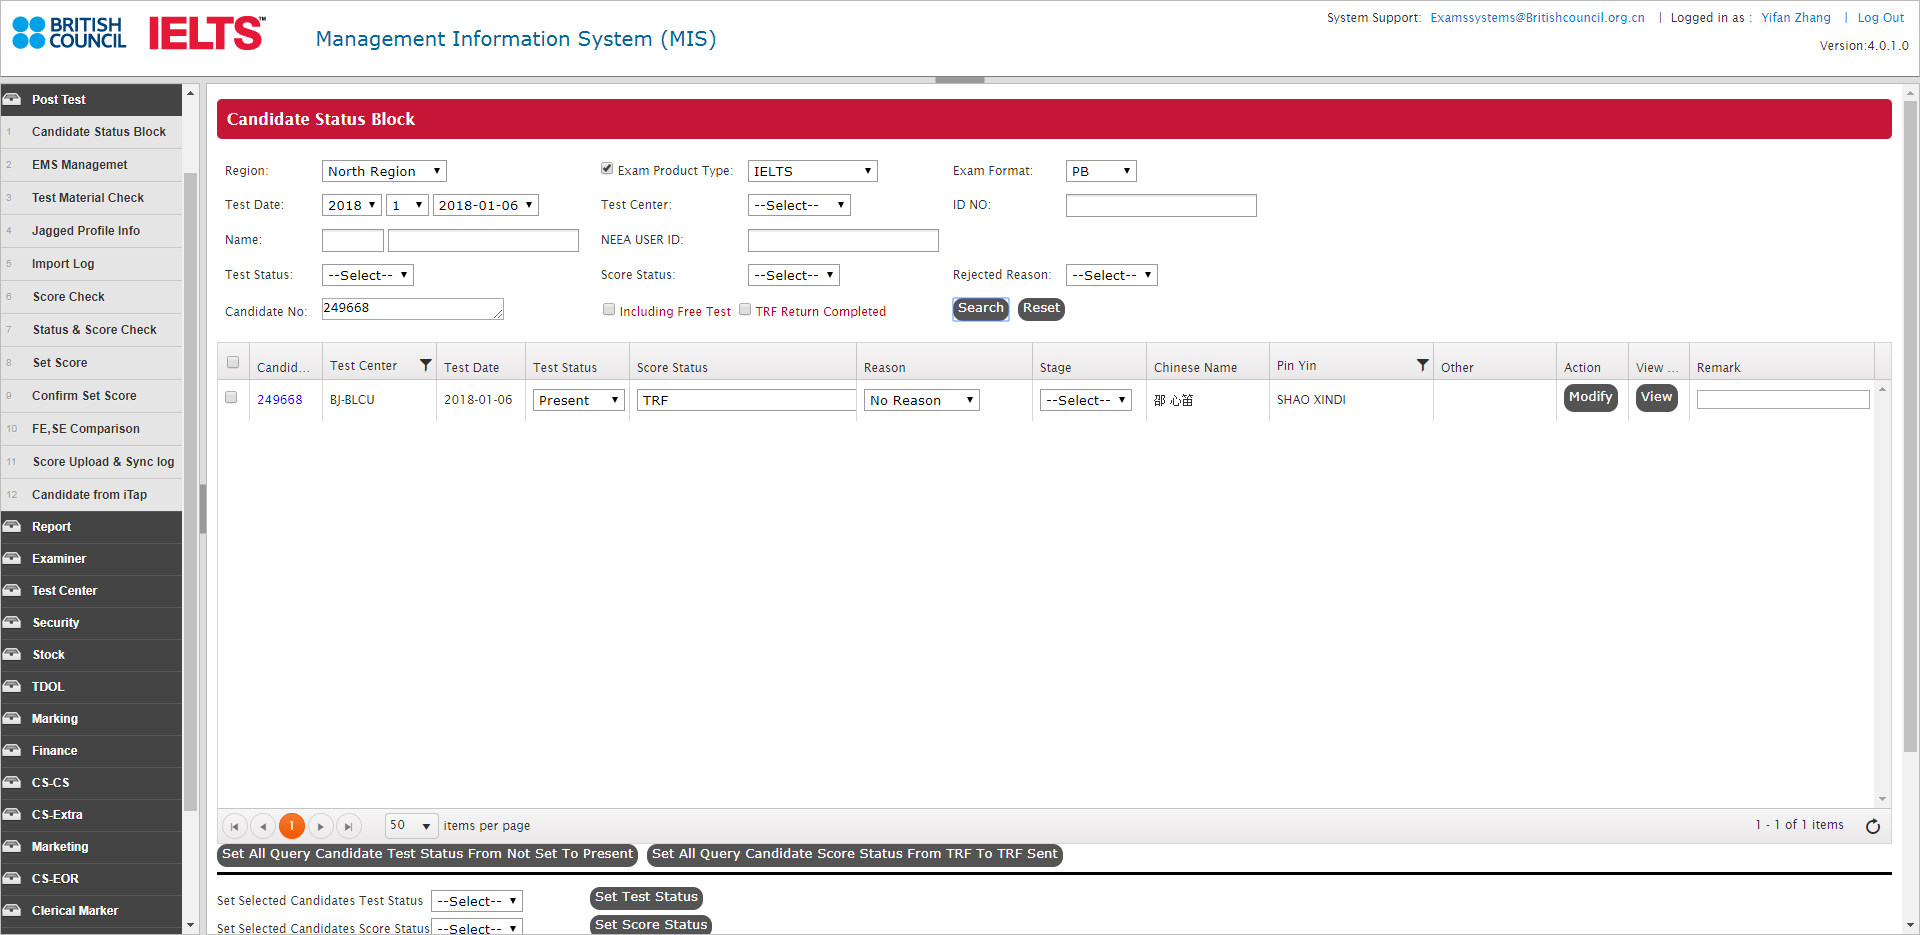 BRITISH COUNCIL IELTS™
Management Information System (MIS)
System Support: Examssystems@Britishcouncil.org.cn | Logged in as : Yifan Zhang | Log Out
Version:4.0.1.0
Post Test
1 Candidate Status Block
2 EMS Managemet
3 Test Material Check
4 Jagged Profile Info
5 Import Log
6 Score Check
7 Status & Score Check
8 Set Score
9 Confirm Set Score
10 FE,SE Comparison
11 Score Upload & Sync log
12 Candidate from iTap
Report
Examiner
Test Center
Security
Stock
TDOL
Marking
Finance
CS-CS
CS-Extra
Marketing
CS-EOR
Clerical Marker
Candidate Status Block
Region: North Region Exam Product Type: IELTS Exam Format: PB
Test Date: 2018 1 2018-01-06 Test Center: --Select-- ID NO:
Name: NEEA USER ID:
Test Status: --Select-- Score Status: --Select-- Rejected Reason: --Select--
Candidate No: 249668 Including Free Test TRF Return Completed Search Reset
Candid... Test Center Test Date Test Status Score Status Reason Stage Chinese Name Pin Yin Other Action View ... Remark
249668 BJ-BLCU 2018-01-06 Present TRF No Reason --Select-- 邵 心笛 SHAO XINDI Modify View
1 50 items per page 1 - 1 of 1 items
Set All Query Candidate Test Status From Not Set To Present Set All Query Candidate Score Status From TRF To TRF Sent
Set Selected Candidates Test Status --Select-- Set Test Status
Set Selected Candidates Score Status --Select-- Set Score Status